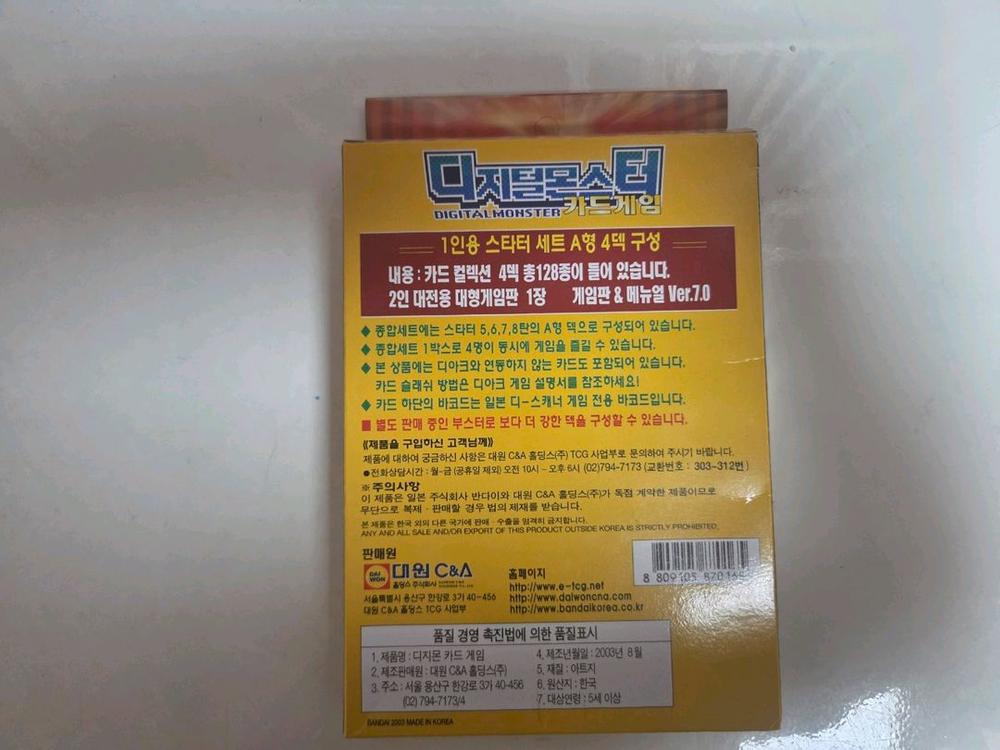 디지털몬스터
DIGITAL MONSTER 카드게임
1인용 스타터 세트 A형 4덱 구성
내용 : 카드 컬렉션 4덱 총128종이 들어 있습니다.
2인 대전용 대형게임판 1장 게임판 & 메뉴얼 Ver.7.0
◆ 종합세트에는 스타터 5,6,7,8탄의 A형 덱으로 구성되어 있습니다.
◆ 종합세트 1박스로 4명이 동시에 게임을 즐길 수 있습니다.
◆ 본 상품에는 디아크와 연동하지 않는 카드도 포함되어 있습니다.
카드 슬래쉬 방법은 디아크 게임 설명서를 참조하세요!
◆ 카드 하단의 바코드는 일본 디-스캐너 게임 전용 바코드입니다.
■ 별도 판매 중인 부스터로 보다 더 강한 덱을 구성할 수 있습니다.
《제품을 구입하신 고객님께》
제품에 대하여 궁금하신 사항은 대원 C&A 홀딩스(주) TCG 사업부로 문의하여 주시기 바랍니다.
●전화상담시간 : 월~금 (공휴일 제외) 오전 10시 ~ 오후 6시 (02)794-7173 (교환번호 : 303-312번)
※ 주의사항
이 제품은 일본 주식회사 반다이와 대원 C&A 홀딩스(주)가 독점 계약한 제품이므로
무단으로 복제 · 판매할 경우 법의 제재를 받습니다.
본 제품은 한국 외의 다른 국가에 판매 · 수출을 엄격히 금지합니다.
ANY AND ALL SALE AND/OR EXPORT OF THIS PRODUCT OUTSIDE KOREA IS STRICTLY PROHIBITED.
판매원
DAI WON 대원 C&A
홀딩스 주식회사
서울특별시 용산구 한강로 3가 40-456
대원 C&A 홀딩스 TCG 사업부
홈페이지
http://www.e-tcg.net
http://www.daiwoncna.com
http://www.bandaikorea.co.kr
8 809105
품질 경영 촉진법에 의한 품질표시
1. 제품명 : 디지몬 카드 게임
2. 제조판매원 : 대원 C&A 홀딩스(주)
3. 주소 : 서울 용산구 한강로 3가 40-456
(02) 794-7173/4
4. 제조년월일 : 2003년 8월
5. 재질 : 아트지
6. 원산지 : 한국
7. 대상연령 : 5세 이상
BANDAI 2003 MADE IN KOREA